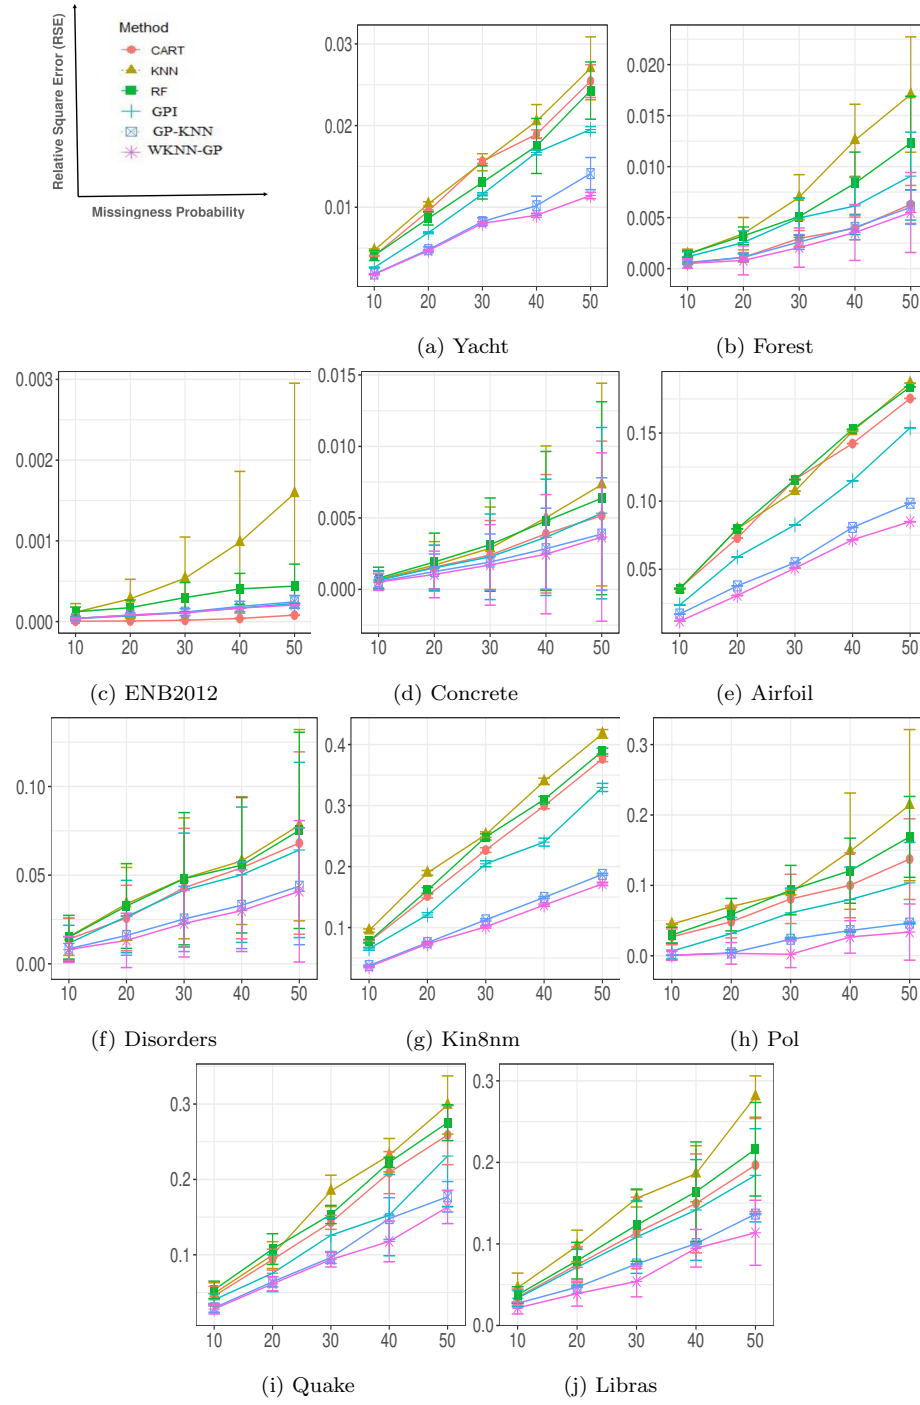 Relative Square Error (RSE)
Missingness Probability
Method
CART
KNN
RF
GPI
GP-KNN
WKNN-GP
0.03
0.02
0.01
10 20 30 40 50
(a) Yacht
0.020
0.015
0.010
0.005
0.000
10 20 30 40 50
(b) Forest
0.003
0.002
0.001
0.000
10 20 30 40 50
(c) ENB2012
0.015
0.010
0.005
0.000
10 20 30 40 50
(d) Concrete
0.15
0.10
0.05
10 20 30 40 50
(e) Airfoil
0.10
0.05
0.00
10 20 30 40 50
(f) Disorders
0.4
0.3
0.2
0.1
10 20 30 40 50
(g) Kin8nm
0.3
0.2
0.1
0.0
10 20 30 40 50
(h) Pol
0.3
0.2
0.1
10 20 30 40 50
(i) Quake
0.3
0.2
0.1
0.0
10 20 30 40 50
(j) Libras